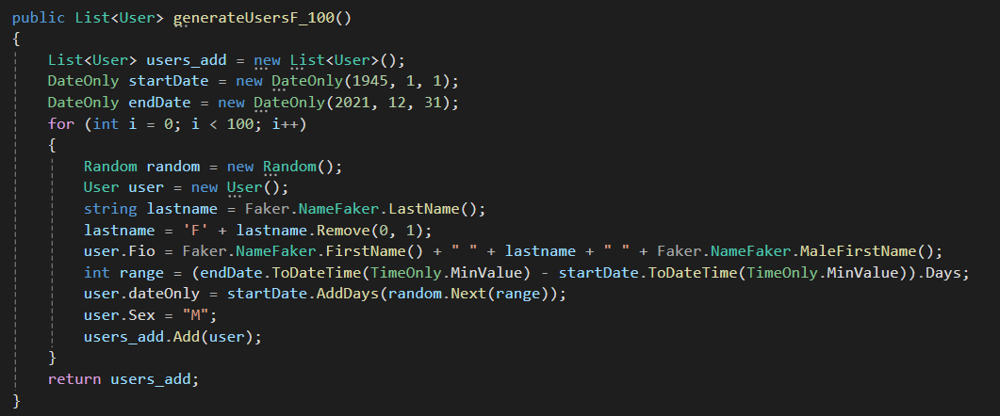 public List<User> generateUsersF_100()
{
    List<User> users_add = new List<User>();
    DateOnly startDate = new DateOnly(1945, 1, 1);
    DateOnly endDate = new DateOnly(2021, 12, 31);
    for (int i = 0; i < 100; i++)
    {
        Random random = new Random();
        User user = new User();
        string lastname = Faker.NameFaker.LastName();
        lastname = 'F' + lastname.Remove(0, 1);
        user.Fio = Faker.NameFaker.FirstName() + " " + lastname + " " + Faker.NameFaker.MaleFirstName();
        int range = (endDate.ToDateTime(TimeOnly.MinValue) - startDate.ToDateTime(TimeOnly.MinValue)).Days;
        user.dateOnly = startDate.AddDays(random.Next(range));
        user.Sex = "M";
        users_add.Add(user);
    }
    return users_add;
}